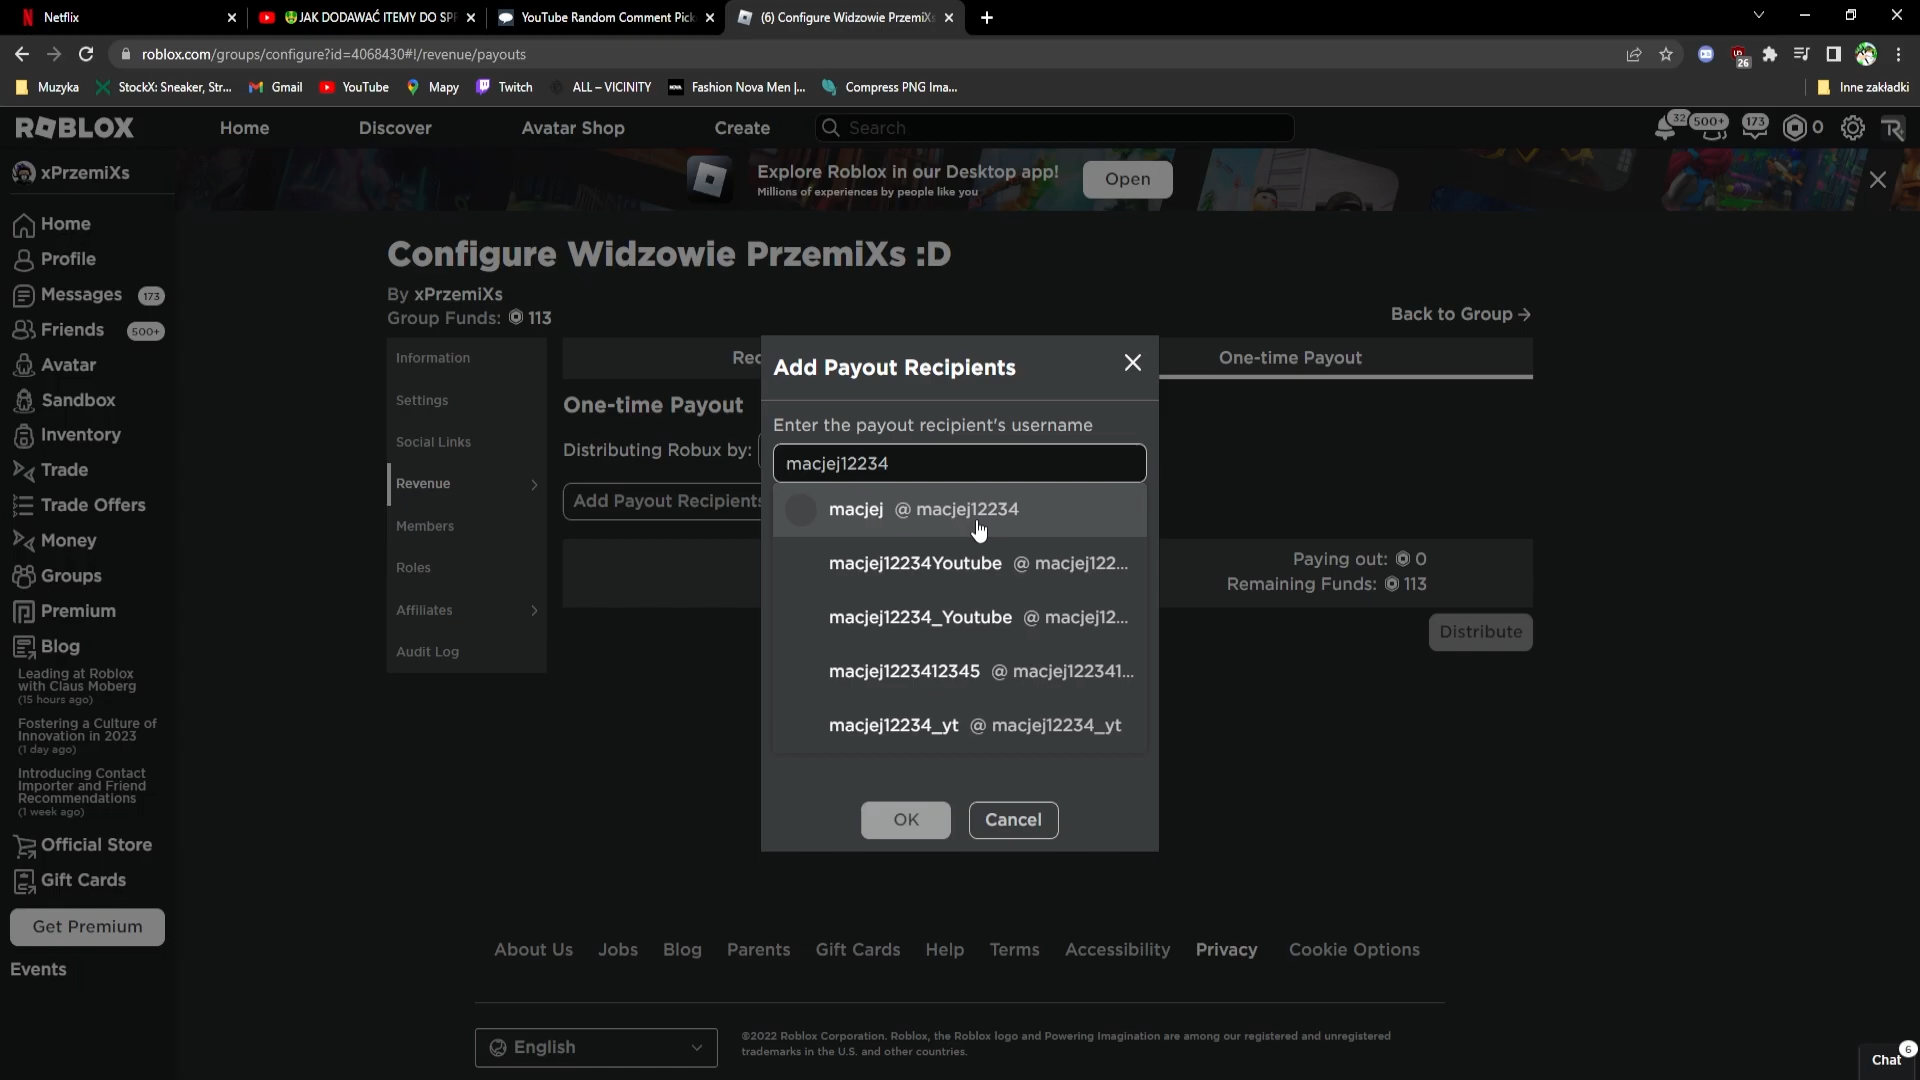 Netflix
JAK DODAWAĆ ITEMY DO SPR
YouTube Random Comment Pick
(6) Configure Widzowie PrzemiXs
roblox.com/groups/configure?id=4068430#!/revenue/payouts
26
Muzyka
StockX: Sneaker, Str...
Gmail
YouTube
Mapy
Twitch
ALL – VICINITY
Fashion Nova Men |...
Compress PNG Ima...
Inne zakładki
ROBLOX
Home
Discover
Avatar Shop
Create
Search
32
500+
173
0
xPrzemiXs
Explore Roblox in our Desktop app!
Millions of experiences by people like you
Open
Home
Profile
Messages 173
Friends 500+
Avatar
Sandbox
Inventory
Trade
Trade Offers
Money
Groups
Premium
Blog
Leading at Roblox
with Claus Moberg
(15 hours ago)
Fostering a Culture of
Innovation in 2023
(1 day ago)
Introducing Contact
Importer and Friend
Recommendations
(1 week ago)
Official Store
Gift Cards
Get Premium
Events
Configure Widzowie PrzemiXs :D
By xPrzemiXs
Group Funds: 113
Back to Group
Information
Settings
Social Links
Revenue
Members
Roles
Affiliates
Audit Log
Rec
One-time Payout
One-time Payout
Distributing Robux by:
Add Payout Recipients
Paying out: 0
Remaining Funds: 113
Distribute
Add Payout Recipients
Enter the payout recipient's username
macjej12234
macjej @ macjej12234
macjej12234Youtube @ macjej122...
macjej12234_Youtube @ macjej12...
macjej1223412345 @ macjej122341...
macjej12234_yt @ macjej12234_yt
OK
Cancel
About Us
Jobs
Blog
Parents
Gift Cards
Help
Terms
Accessibility
Privacy
Cookie Options
English
©2022 Roblox Corporation. Roblox, the Roblox logo and Powering Imagination are among our registered and unregistered
trademarks in the U.S. and other countries.
Chat
6